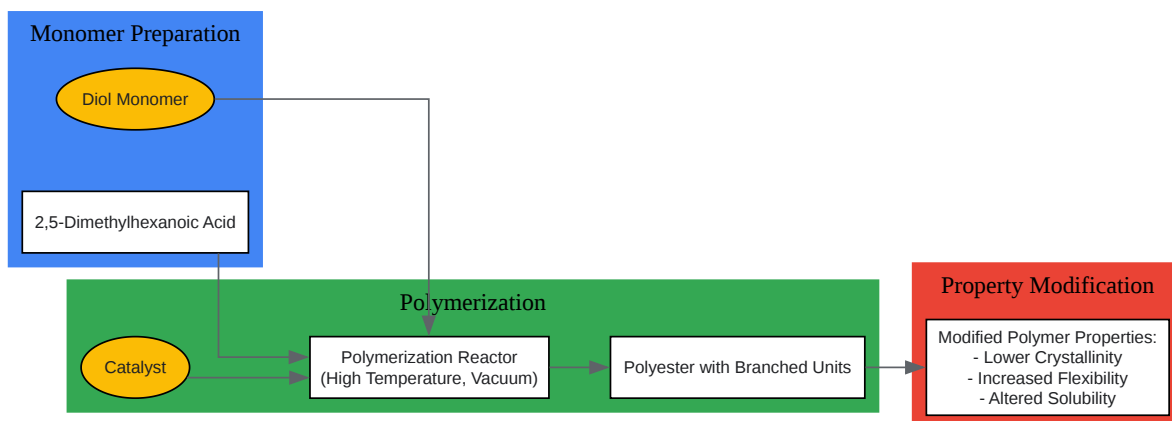 Monomer Preparation
Diol Monomer
2,5-Dimethylhexanoic Acid
Polymerization
Catalyst
Polymerization Reactor
(High Temperature, Vacuum)
Polyester with Branched Units
Property Modification
Modified Polymer Properties:
- Lower Crystallinity
- Increased Flexibility
- Altered Solubility